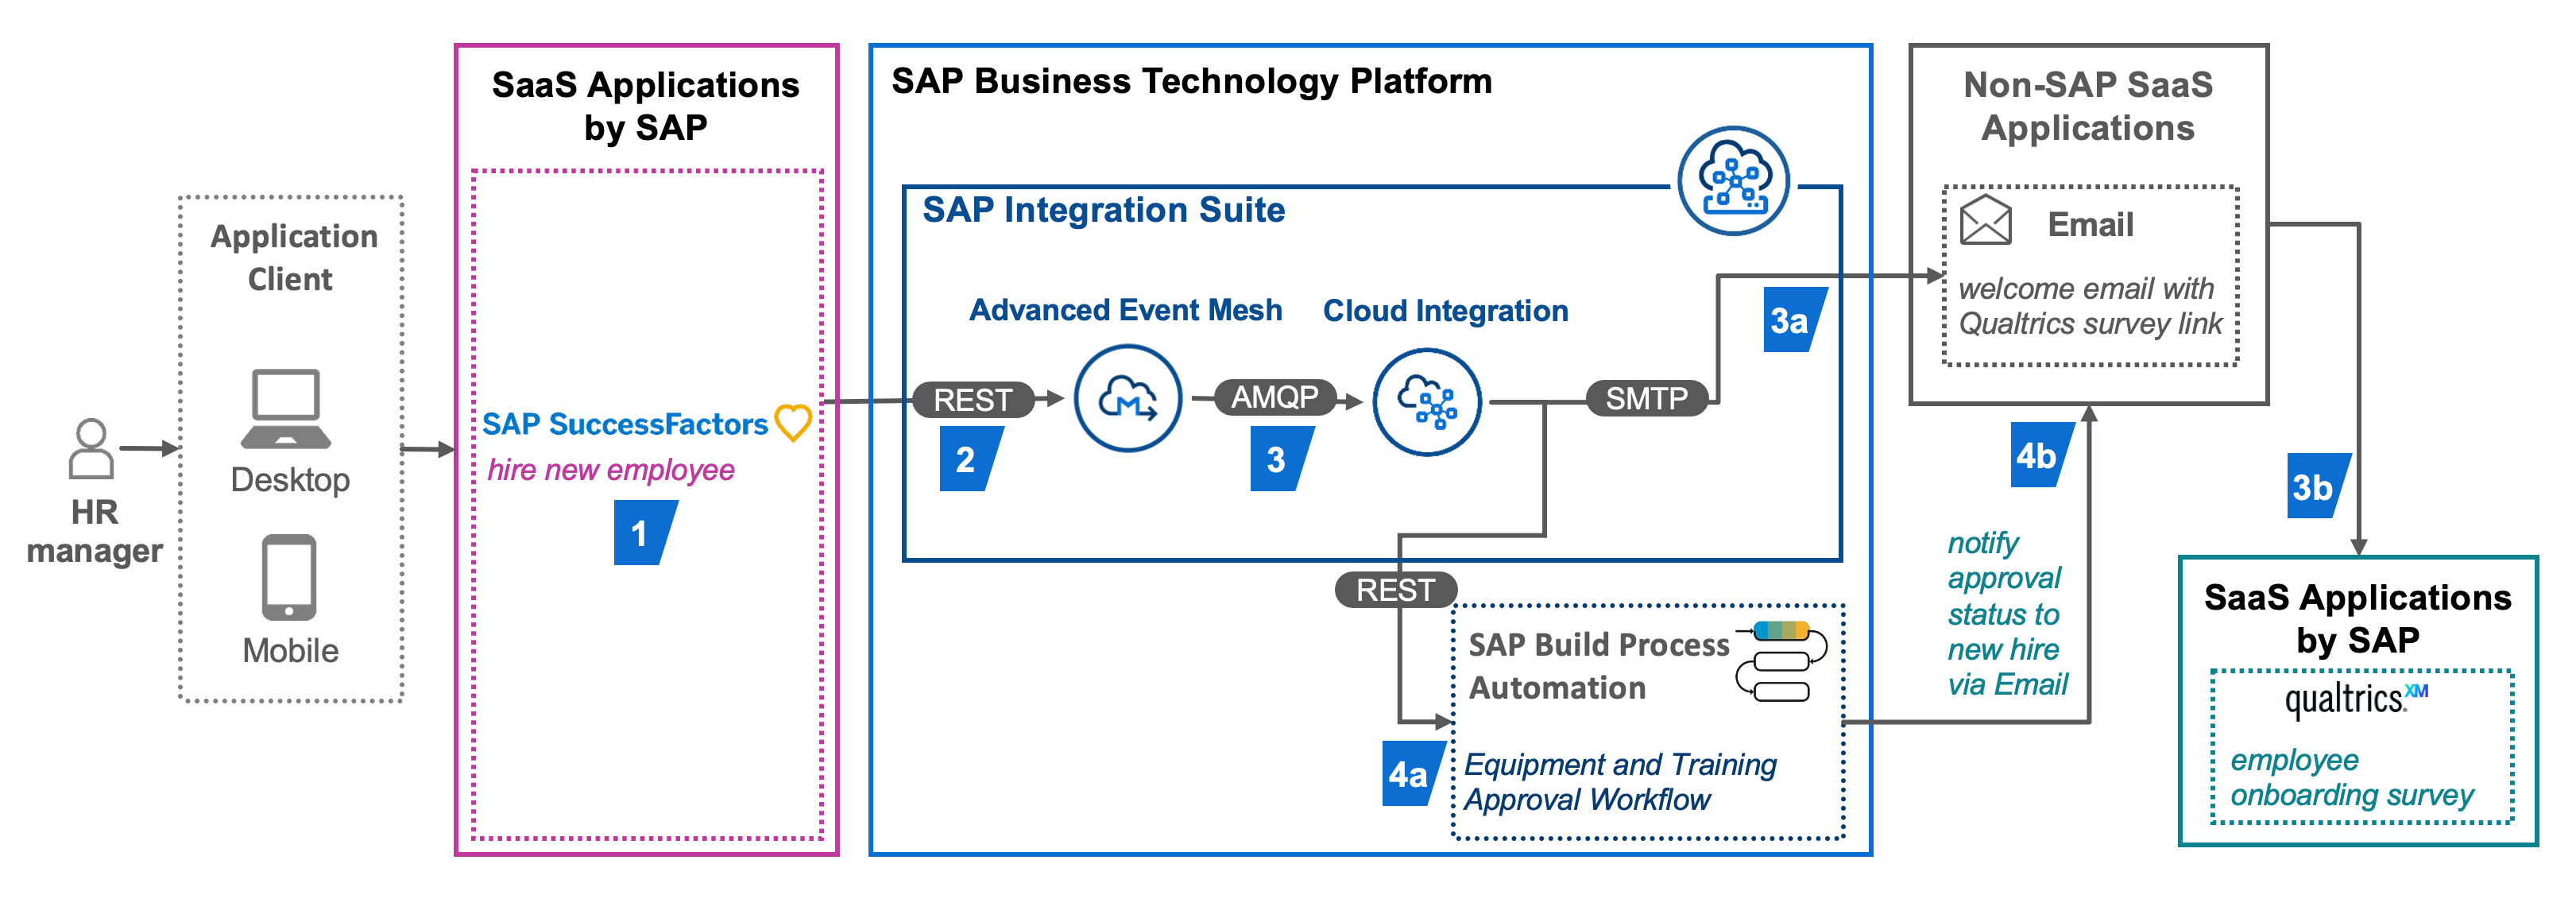 HR
manager
Application
Client
Desktop
Mobile
SaaS Applications
by SAP
SAP SuccessFactors
hire new employee
1
SAP Business Technology Platform
SAP Integration Suite
Advanced Event Mesh
Cloud Integration
REST
AMQP
SMTP
2
3
3a
REST
SAP Build Process
Automation
4a
Equipment and Training
Approval Workflow
Non-SAP SaaS
Applications
Email
welcome email with
Qualtrics survey link
4b
notify
approval
status to
new hire
via Email
3b
SaaS Applications
by SAP
qualtrics.XM
employee
onboarding survey